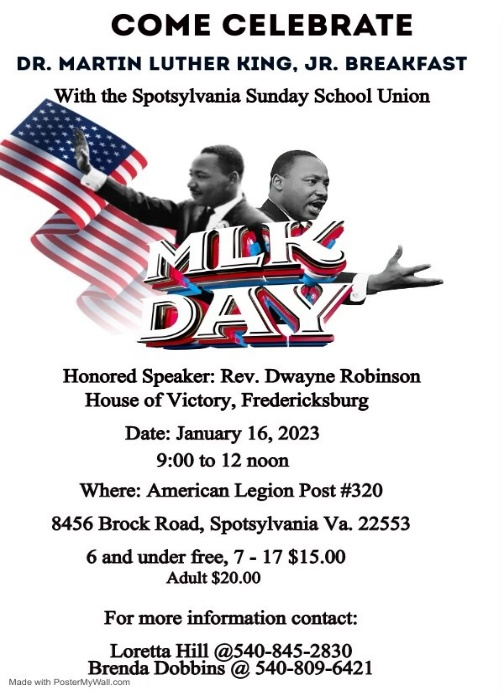 COME CELEBRATE
DR. MARTIN LUTHER KING, JR. BREAKFAST
With the Spotsylvania Sunday School Union
MLK
DAY
Honored Speaker: Rev. Dwayne Robinson
House of Victory, Fredericksburg
Date: January 16, 2023
9:00 to 12 noon
Where: American Legion Post #320
8456 Brock Road, Spotsylvania Va. 22553
6 and under free, 7 - 17 $15.00
Adult $20.00
For more information contact:
Loretta Hill @540-845-2830
Brenda Dobbins @ 540-809-6421
Made with PosterMyWall.com